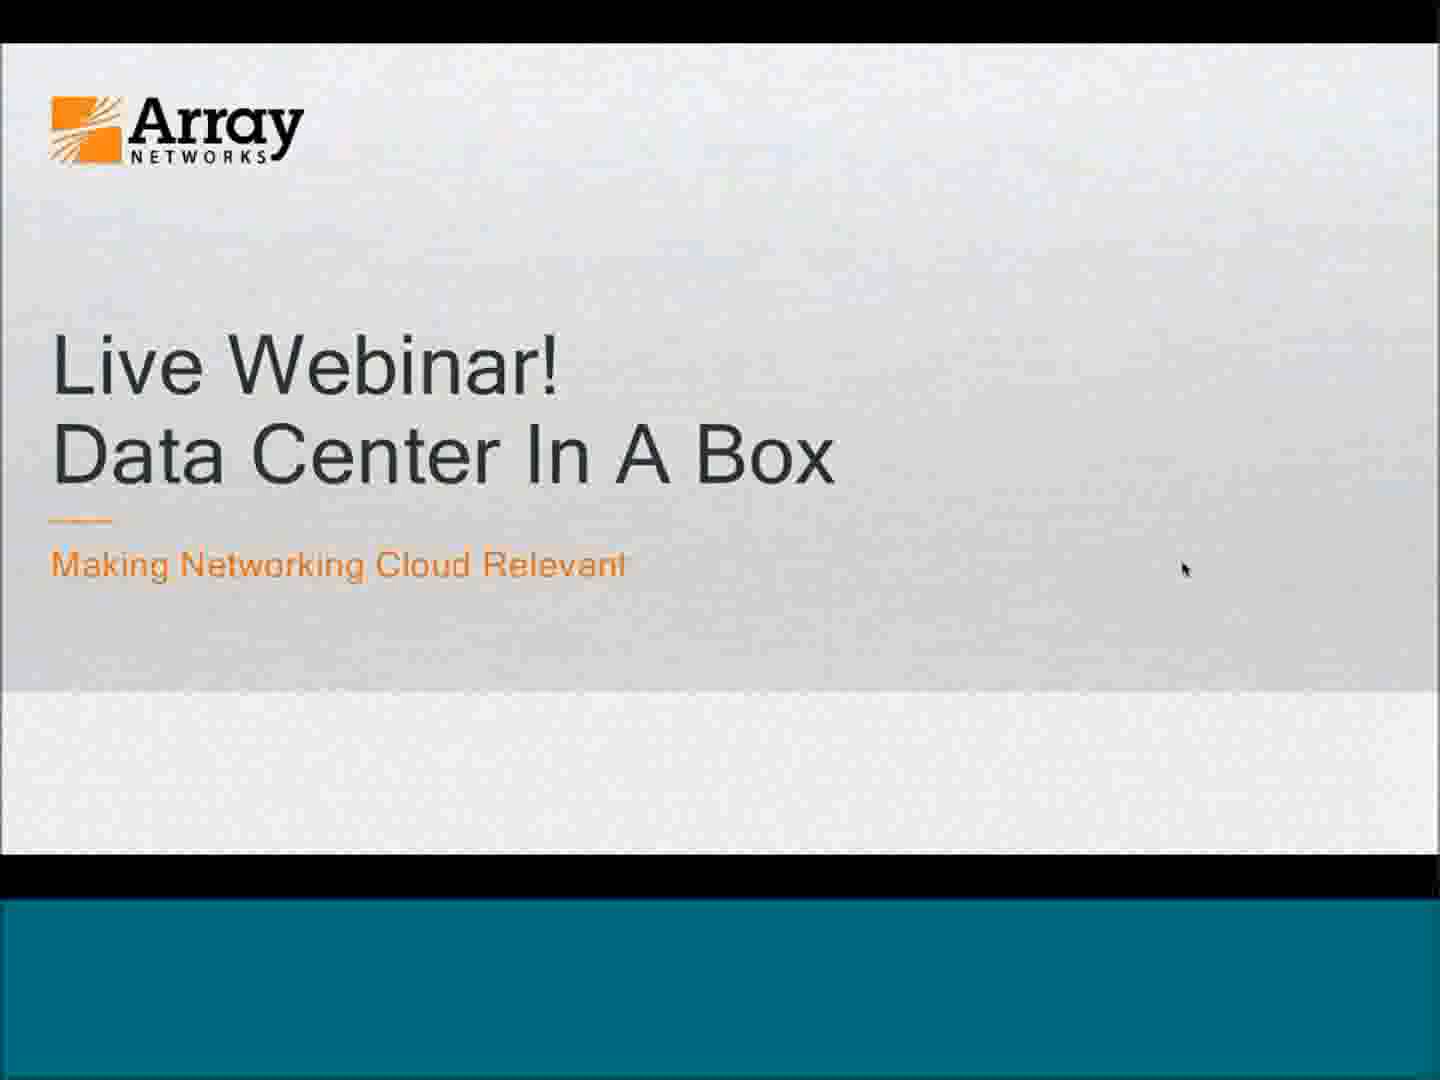 Array
NETWORKS
Live Webinar!
Data Center In A Box
Making Networking Cloud Relevant